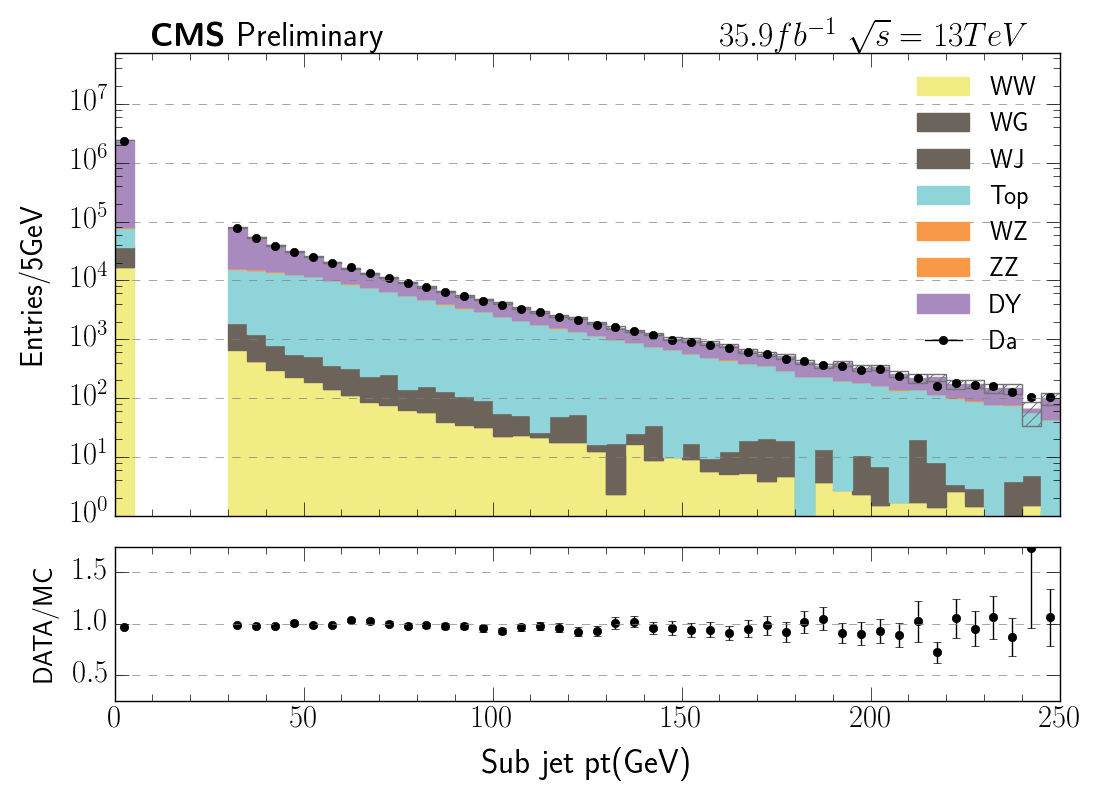 CMS Preliminary 35.9fb⁻¹ √s = 13TeV
Entries/5GeV
10⁷
10⁶
10⁵
10⁴
10³
10²
10¹
10⁰
WW
WG
WJ
Top
WZ
ZZ
DY
Da
DATA/MC
1.5
1.0
0.5
0 50 100 150 200 250
Sub jet pt(GeV)